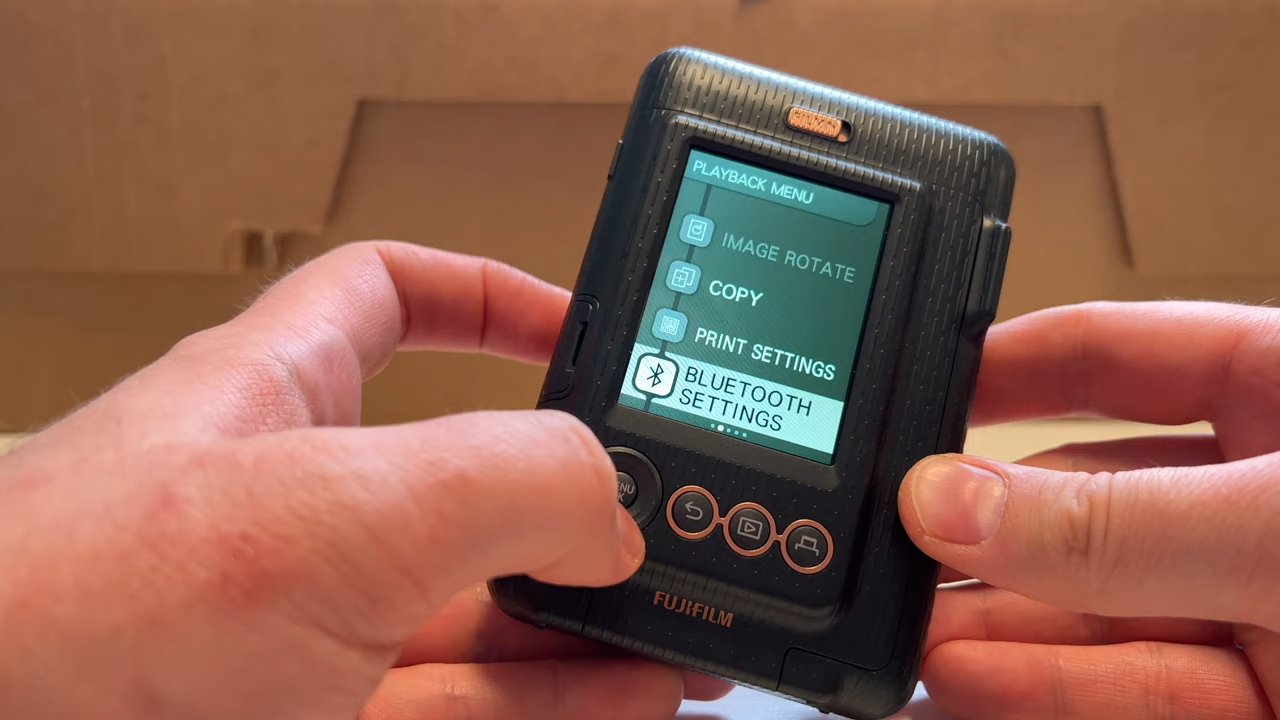 PLAYBACK MENU
IMAGE ROTATE
COPY
PRINT SETTINGS
BLUETOOTH
SETTINGS
FUJIFILM